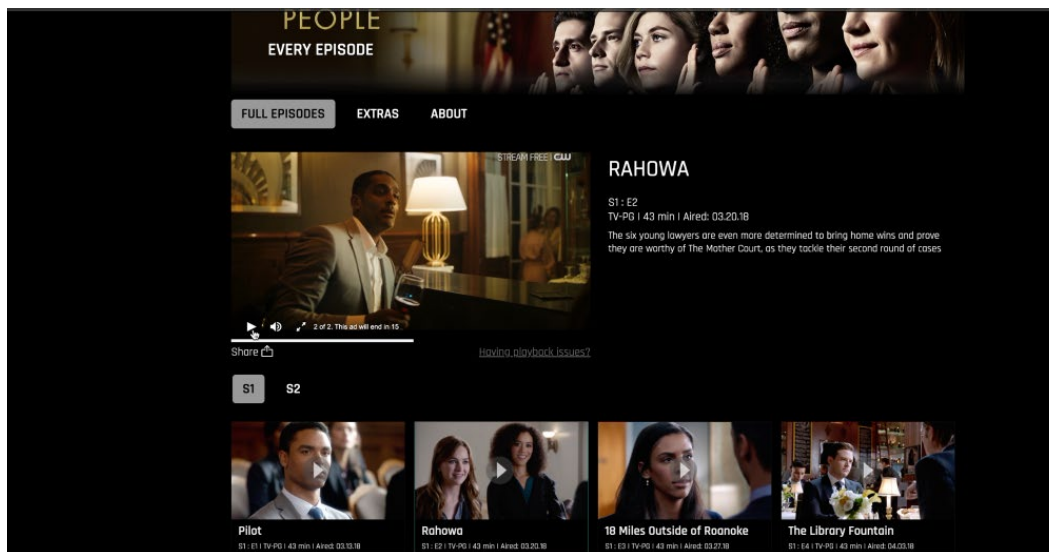 PEOPLE
EVERY EPISODE
FULL EPISODES EXTRAS ABOUT
STREAM FREE | CW
RAHOWA
S1 : E2
TV-PG | 43 min | Aired: 03.20.18
The six young lawyers are even more determined to bring home wins and prove
they are worthy of The Mother Court, as they tackle their second round of cases
2 of 2. This ad will end in 15
Share
Having playback issues?
S1 S2
Pilot
S1 : E1 | TV-PG | 43 min | Aired: 03.13.18
Rahowa
S1 : E2 | TV-PG | 43 min | Aired: 03.20.18
18 Miles Outside of Roanoke
S1 : E3 | TV-PG | 43 min | Aired: 03.27.18
The Library Fountain
S1 : E4 | TV-PG | 43 min | Aired: 04.03.18